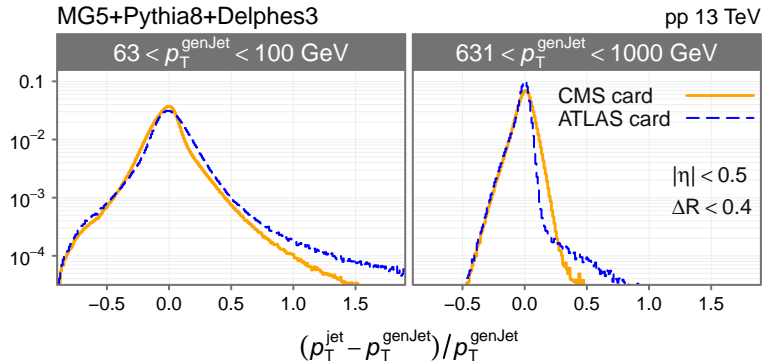 MG5+Pythia8+Delphes3 pp 13 TeV
63 < p_T^genJet < 100 GeV 631 < p_T^genJet < 1000 GeV
0.1
10^−2
10^−3
10^−4
CMS card
ATLAS card
|η| < 0.5
ΔR < 0.4
−0.5 0.0 0.5 1.0 1.5 −0.5 0.0 0.5 1.0 1.5
(p_T^jet − p_T^genJet)/p_T^genJet